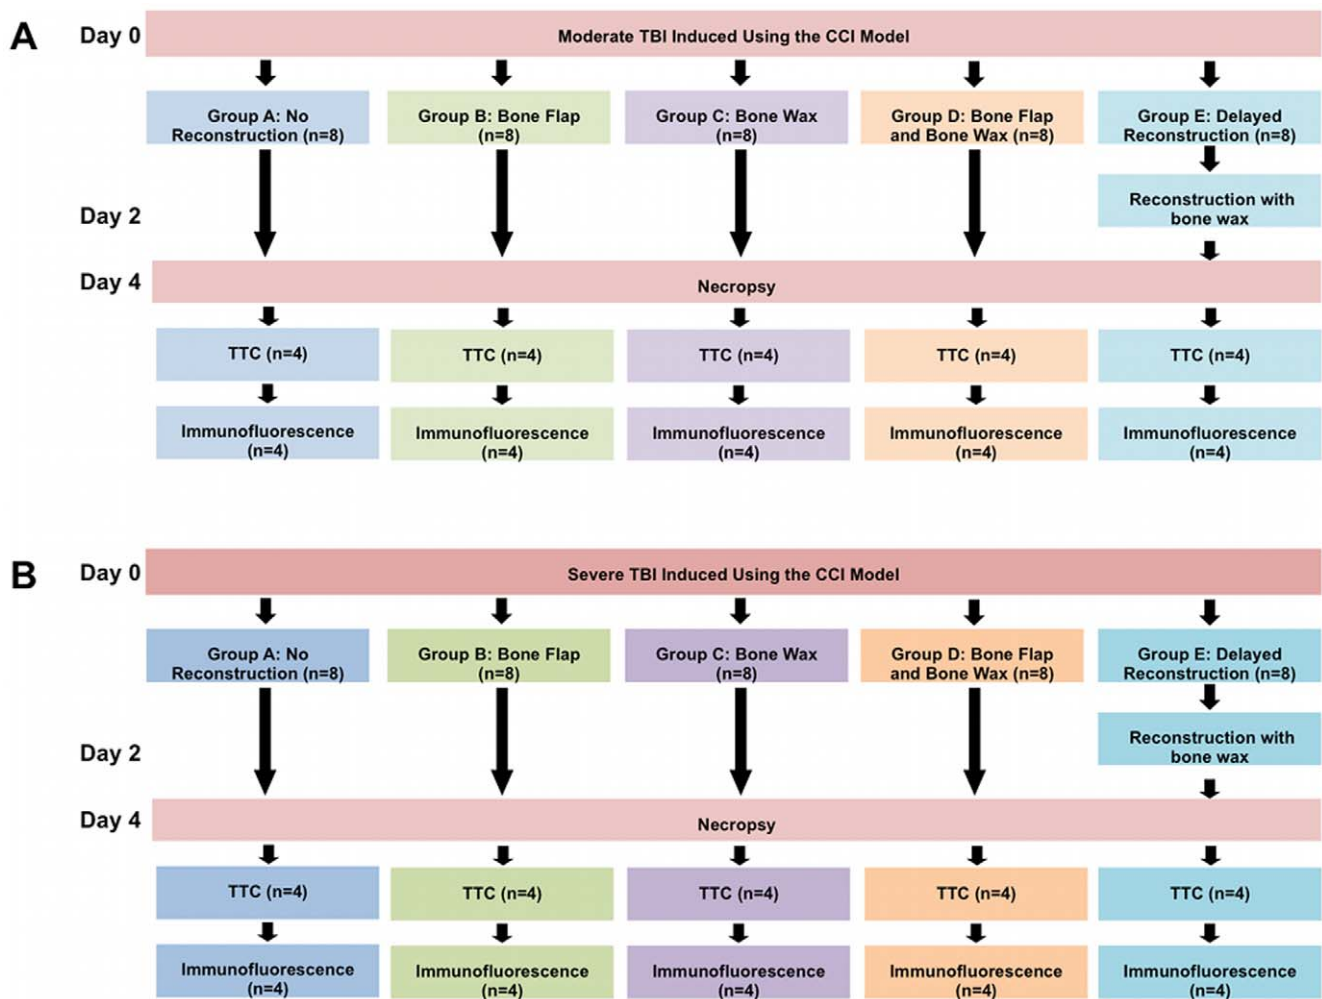 A
Day 0
Moderate TBI Induced Using the CCI Model
Group A: No
Reconstruction (n=8)
Group B: Bone Flap
(n=8)
Group C: Bone Wax
(n=8)
Group D: Bone Flap
and Bone Wax (n=8)
Group E: Delayed
Reconstruction (n=8)
Day 2
Reconstruction with
bone wax
Day 4
Necropsy
TTC (n=4)
TTC (n=4)
TTC (n=4)
TTC (n=4)
TTC (n=4)
Immunofluorescence
(n=4)
Immunofluorescence
(n=4)
Immunofluorescence
(n=4)
Immunofluorescence
(n=4)
Immunofluorescence
(n=4)
B
Day 0
Severe TBI Induced Using the CCI Model
Group A: No
Reconstruction (n=8)
Group B: Bone Flap
(n=8)
Group C: Bone Wax
(n=8)
Group D: Bone Flap
and Bone Wax (n=8)
Group E: Delayed
Reconstruction (n=8)
Day 2
Reconstruction with
bone wax
Day 4
Necropsy
TTC (n=4)
TTC (n=4)
TTC (n=4)
TTC (n=4)
TTC (n=4)
Immunofluorescence
(n=4)
Immunofluorescence
(n=4)
Immunofluorescence
(n=4)
Immunofluorescence
(n=4)
Immunofluorescence
(n=4)